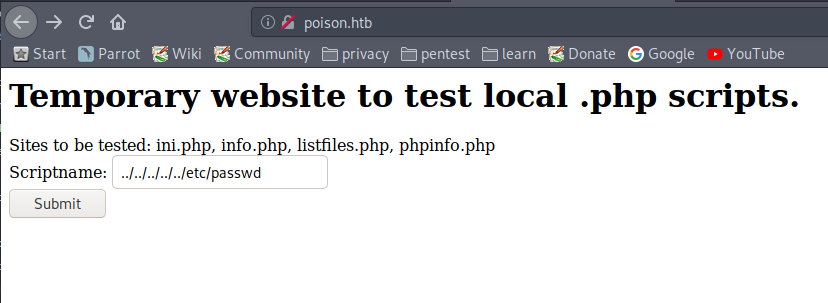 poison.htb
Start Parrot Wiki Community privacy pentest learn Donate Google YouTube
Temporary website to test local .php scripts.
Sites to be tested: ini.php, info.php, listfiles.php, phpinfo.php
Scriptname: ../../../../../etc/passwd
Submit